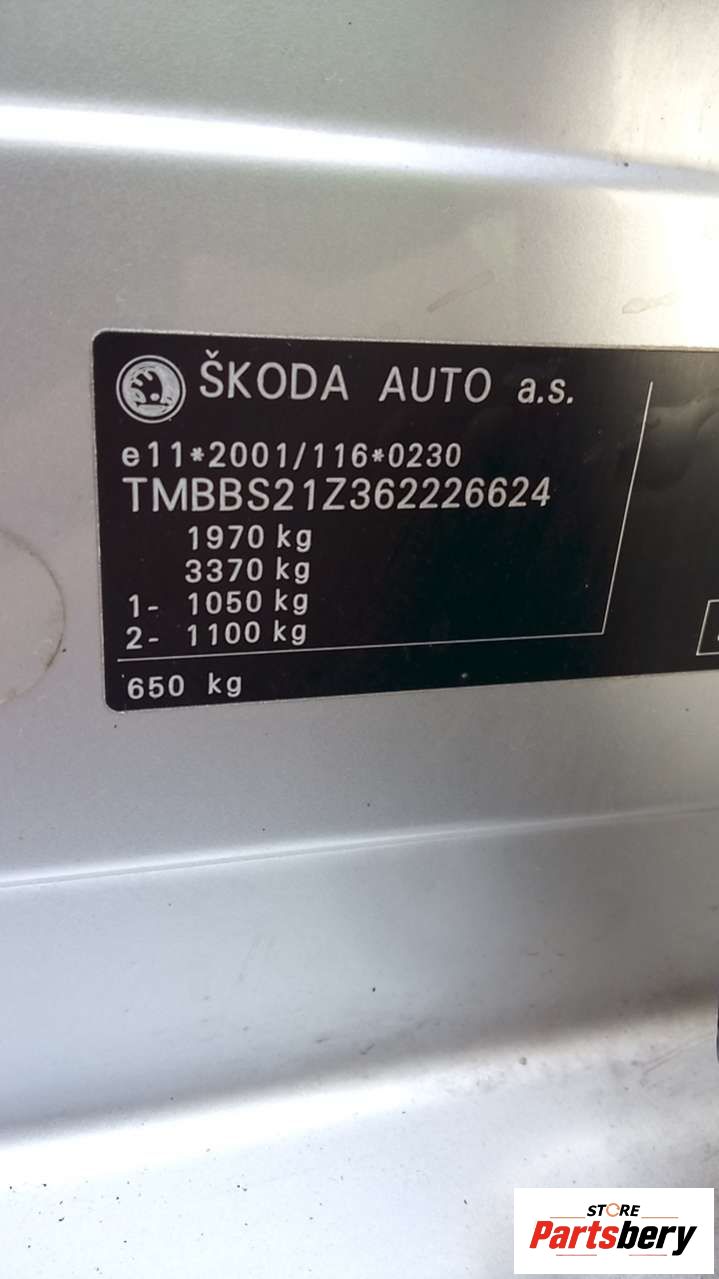 ŠKODA AUTO a.s.
e11*2001/116*0230
TMBBS21Z362226624
1970 kg
3370 kg
1- 1050 kg
2- 1100 kg
650 kg
STORE
Partsbery